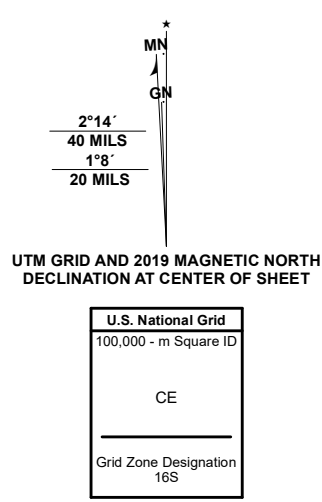 ★
MN
GN
2°14´
40 MILS
1°8´
20 MILS
UTM GRID AND 2019 MAGNETIC NORTH
DECLINATION AT CENTER OF SHEET
U.S. National Grid
100,000 - m Square ID
CE
Grid Zone Designation
16S